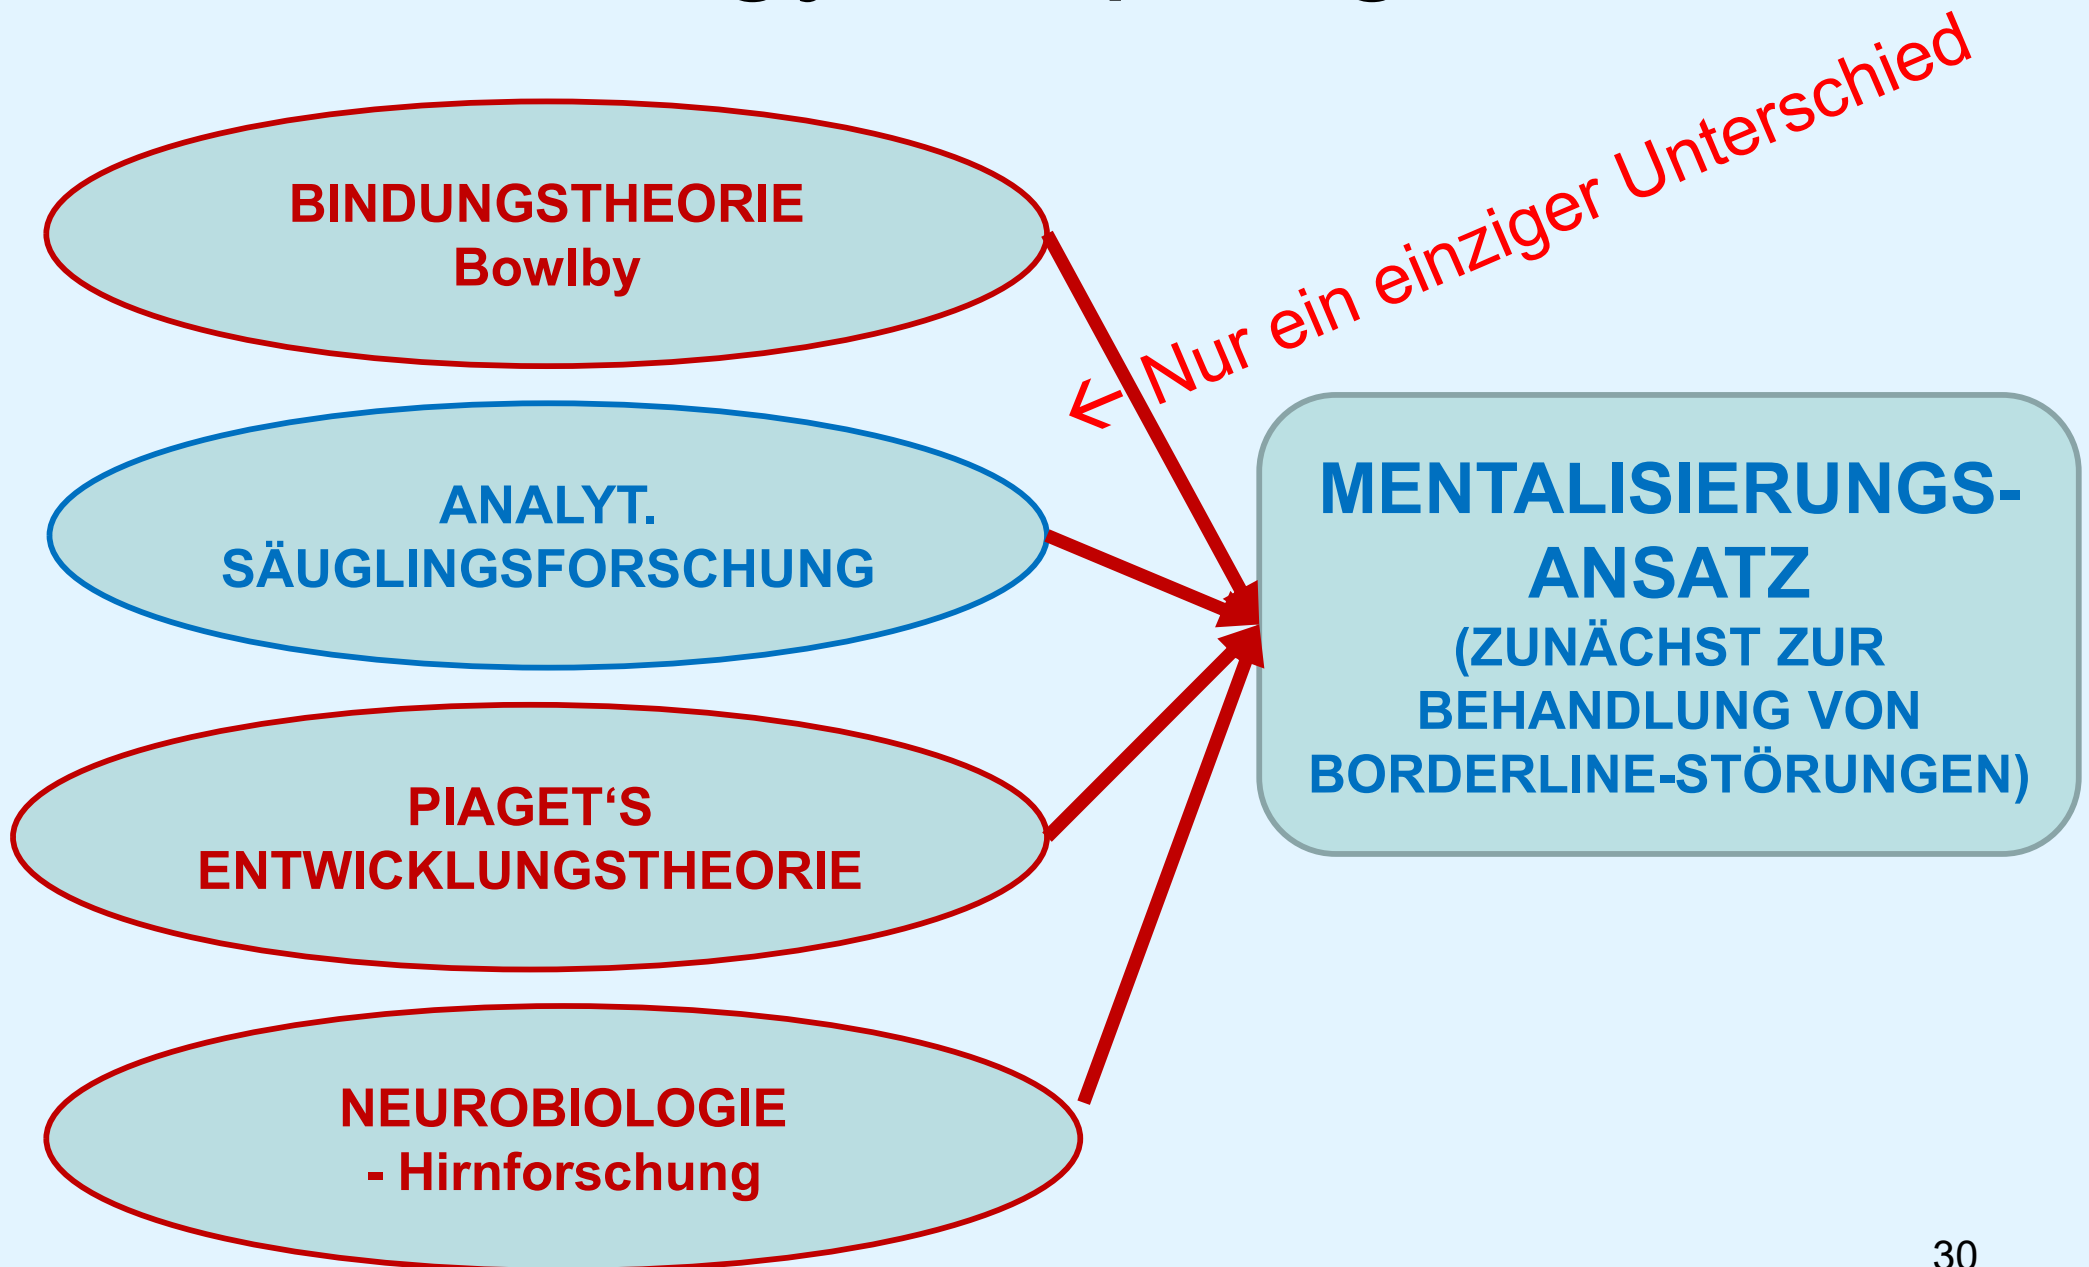 BINDUNGSTHEORIE
Bowlby
← Nur ein einziger Unterschied
ANALYT.
SÄUGLINGSFORSCHUNG
PIAGET‘S
ENTWICKLUNGSTHEORIE
NEUROBIOLOGIE
- Hirnforschung
MENTALISIERUNGS-
ANSATZ
(ZUNÄCHST ZUR
BEHANDLUNG VON
BORDERLINE-STÖRUNGEN)
30